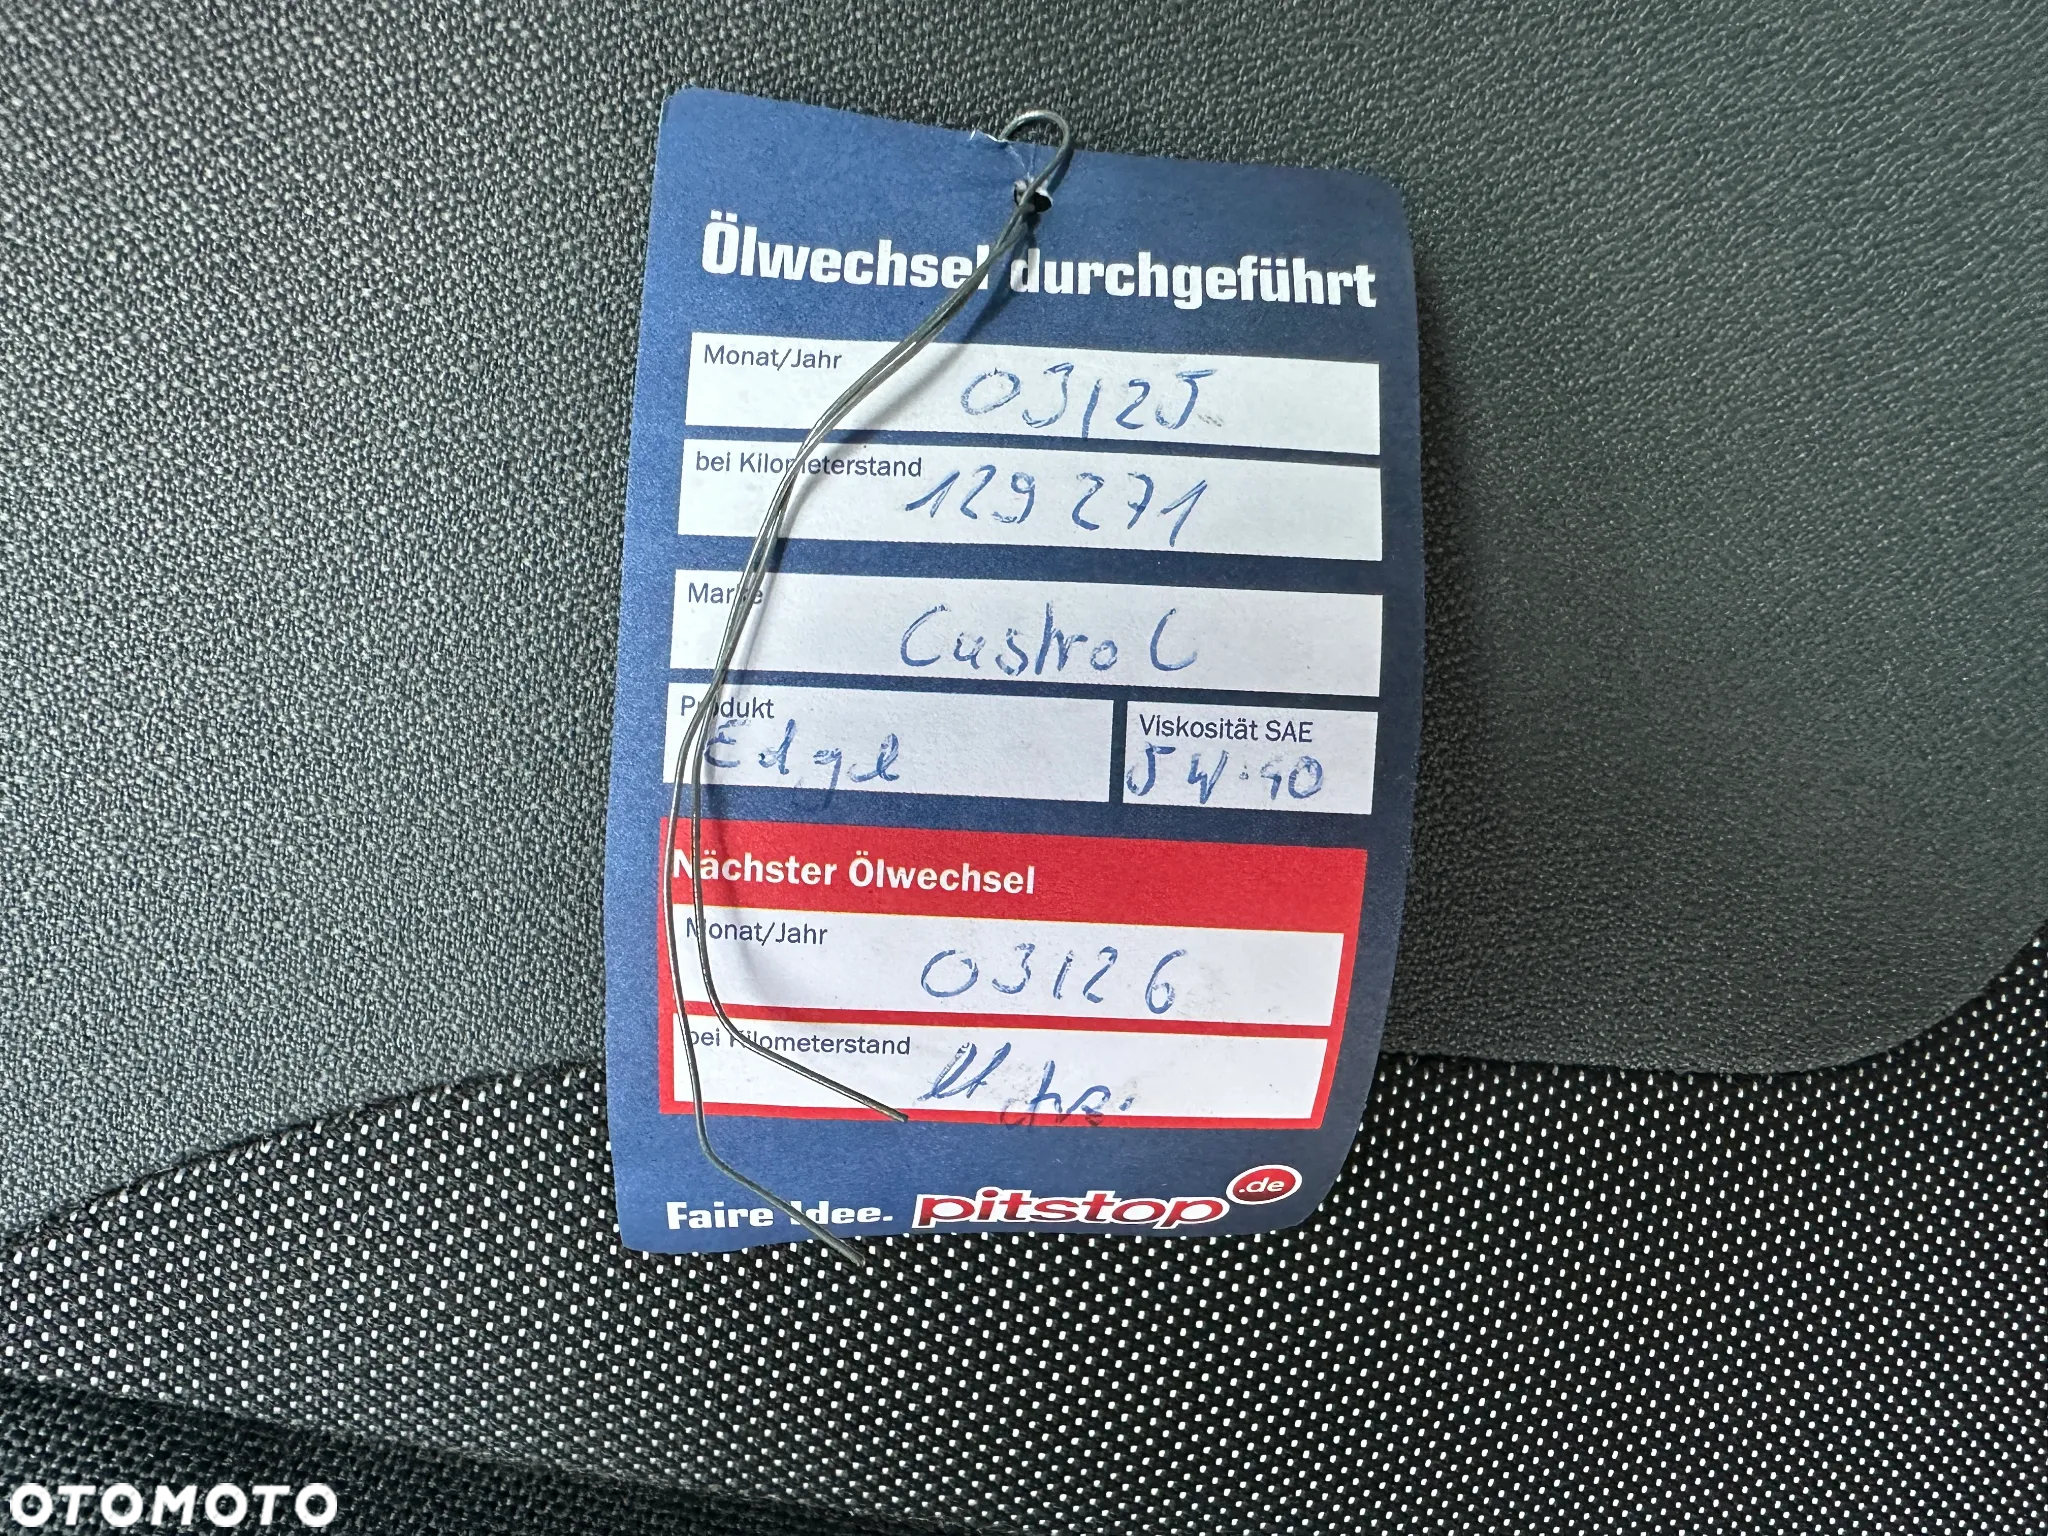 Ölwechsel durchgeführt
Monat/Jahr
03/25
bei Kilometerstand
129 271
Marke
Castrol
Produkt
Edge
Viskosität SAE
5W-40
Nächster Ölwechsel
Monat/Jahr
03/26
bei Kilometerstand
Faire Idee. pitstop.de
OTOMOTO